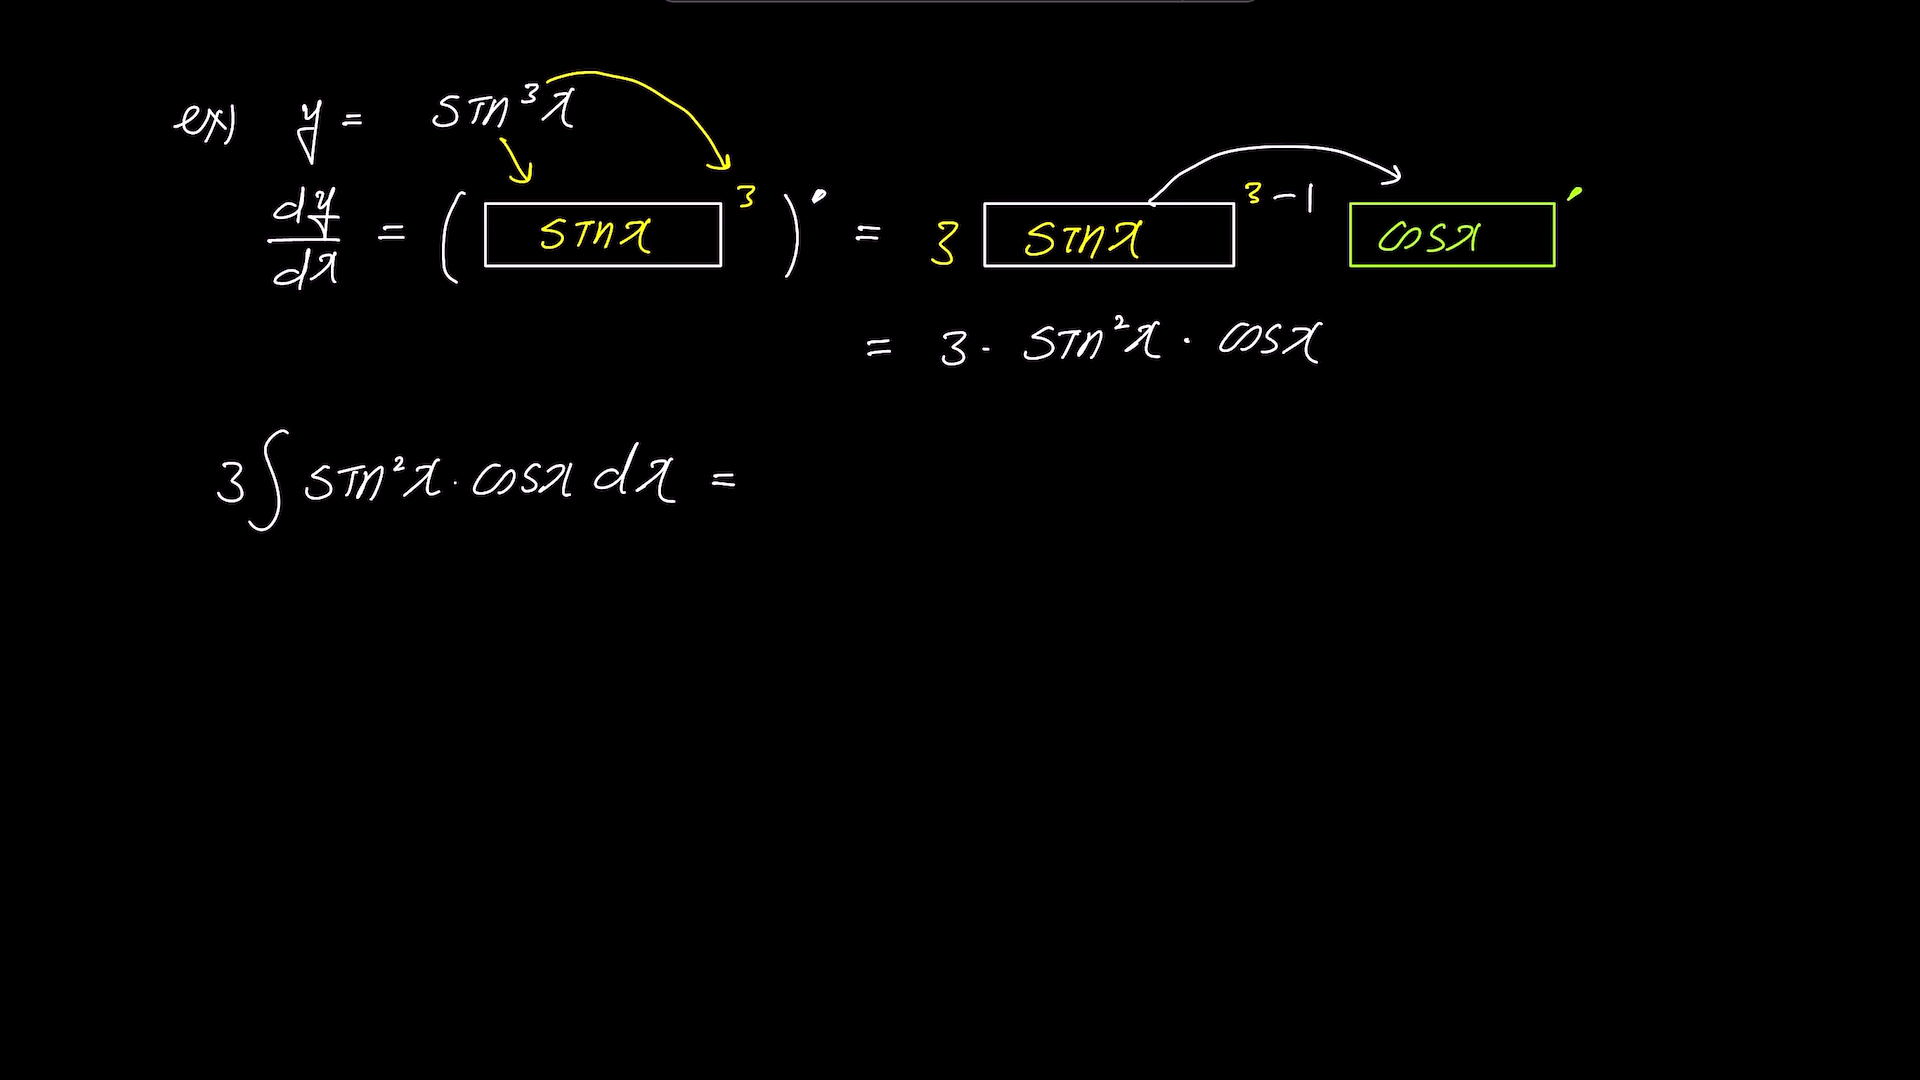 ex) y = sin³x
dy/dx = ( sinx ³ )' = 3 sinx ³⁻¹ cosx '
= 3 · sin²x · cosx
3∫ sin²x · cosx dx =